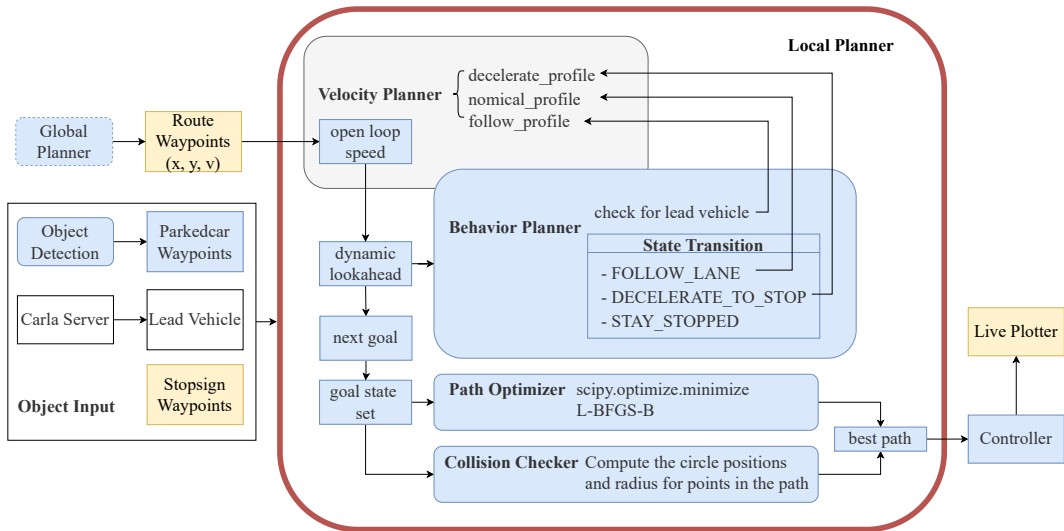 Local Planner
Velocity Planner
decelerate_profile
nomical_profile
follow_profile
Global
Planner
Route
Waypoints
(x, y, v)
open loop
speed
Behavior Planner
check for lead vehicle
State Transition
- FOLLOW_LANE
- DECELERATE_TO_STOP
- STAY_STOPPED
Object
Detection
Parkedcar
Waypoints
Carla Server
Lead Vehicle
Stopsign
Waypoints
Object Input
dynamic
lookahead
next goal
goal state
set
Path Optimizer
scipy.optimize.minimize
L-BFGS-B
Collision Checker
Compute the circle positions
and radius for points in the path
best path
Controller
Live Plotter